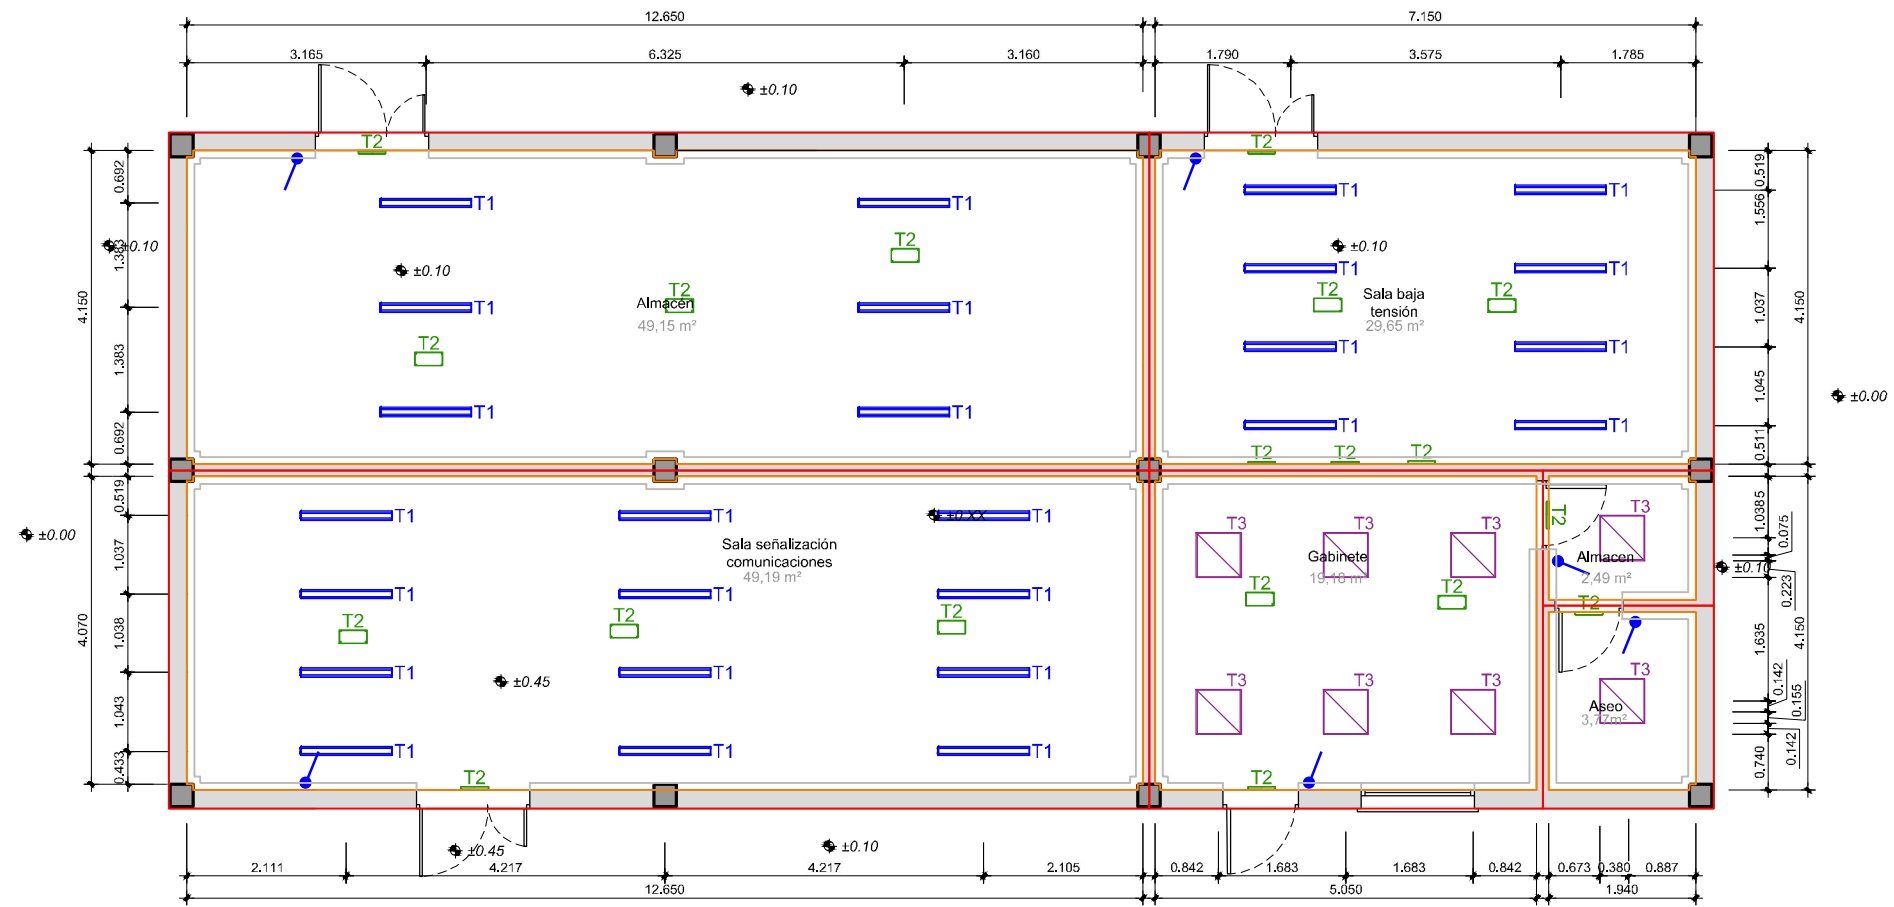 12.650
7.150
3.165
6.325
3.160
1.790
3.575
1.785
±0.10
T2
T2
0.692
0.519
T1
T1
T1
T1
1.556
±0.10
1.383
T2
±0.10
±0.10
T1
T1
T2
T2
T2
T1
Almacén
T1
Sala baja
tensión
49,15 m²
29,65 m²
4.150
1.037
4.150
T2
T1
T1
1.383
1.045
±0.00
T1
T1
T1
T1
0.692
0.511
T2
T2
T2
0.519
T1
T1
±0.XX
T1
T3
T3
T3
T2
T3
1.0385
0.075
±0.00
Sala señalización
comunicaciones
49,19 m²
Gabinete
19,18 m²
Almacen
2,49 m²
±0.10
1.037
0.223
T1
T1
T1
T2
T2
T2
T2
T2
T2
4.070
1.038
1.635
4.150
T1
T1
T1
±0.45
T3
T3
T3
T3
0.142
0.155
Aseo
3,77m²
1.043
T1
T1
T1
0.433
T2
T2
0.740
0.142
±0.45
±0.10
2.111
4.217
4.217
2.105
0.842
1.683
1.683
0.842
0.673
0.380
0.887
12.650
5.050
1.940